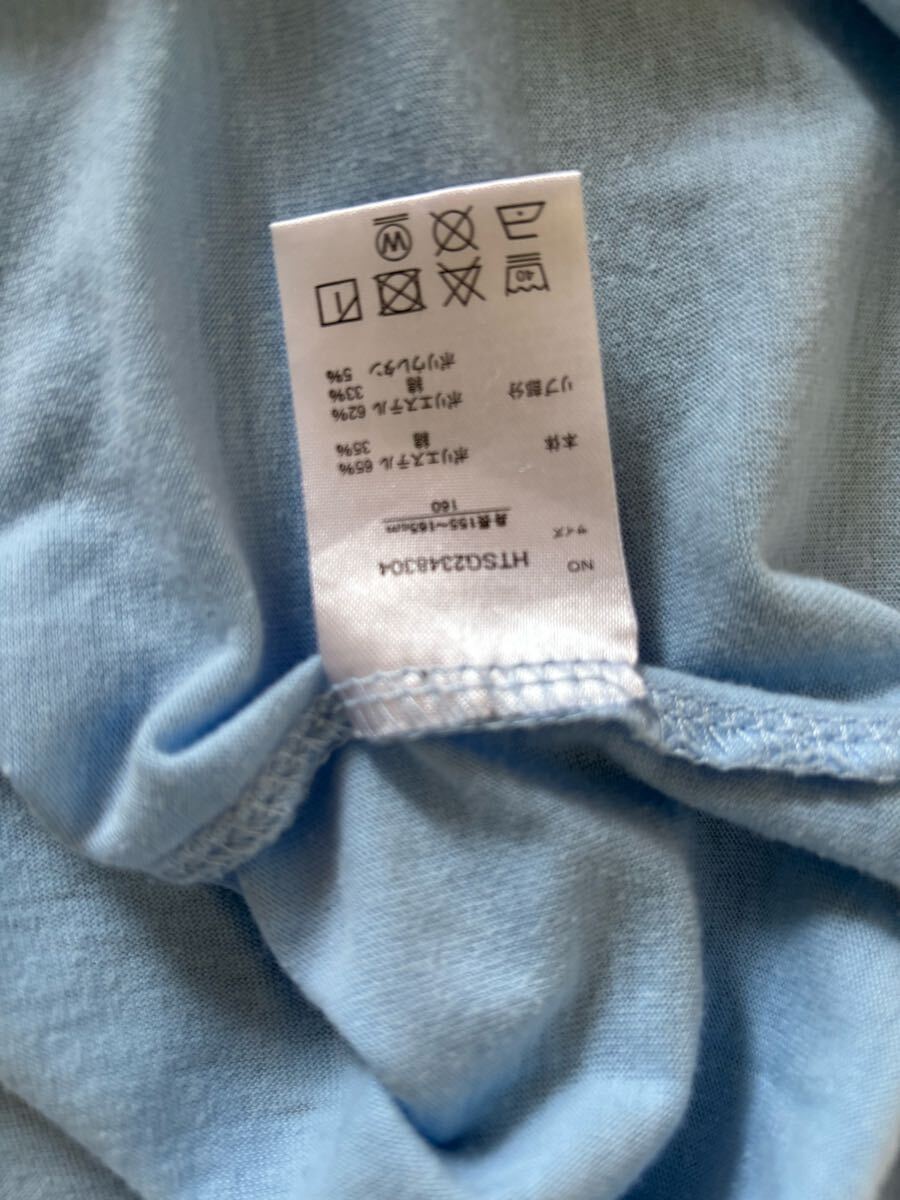 NO HTSG2348304
サイズ 身長155~165cm
160
本体 ポリエステル 65%
綿 35%
リブ部分 ポリエステル 62%
綿 33%
ポリウレタン 5%
40
W